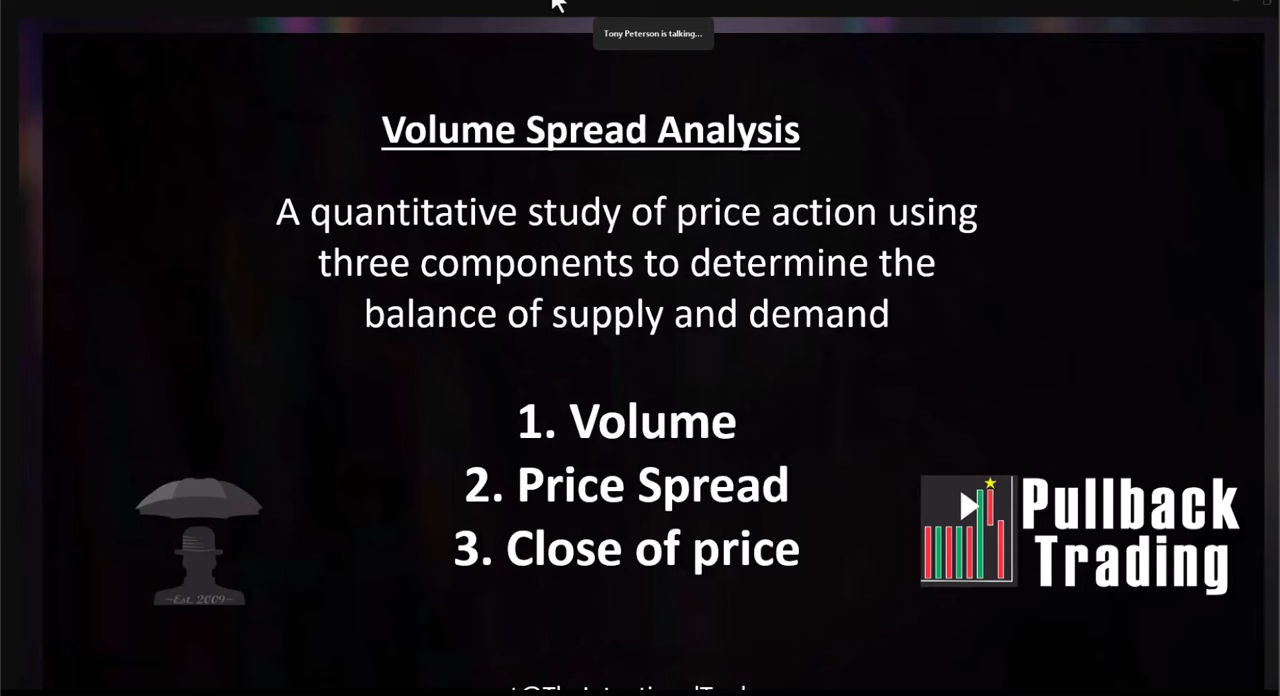 Tony Peterson is talking...
Volume Spread Analysis
A quantitative study of price action using
three components to determine the
balance of supply and demand
1. Volume
2. Price Spread
3. Close of price
~Est. 2009~
Pullback
Trading